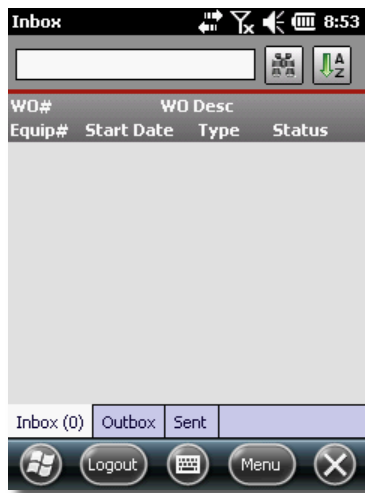 Inbox 8:53
A
Z
WO# WO Desc
Equip# Start Date Type Status
Inbox (0) Outbox Sent
Logout Menu